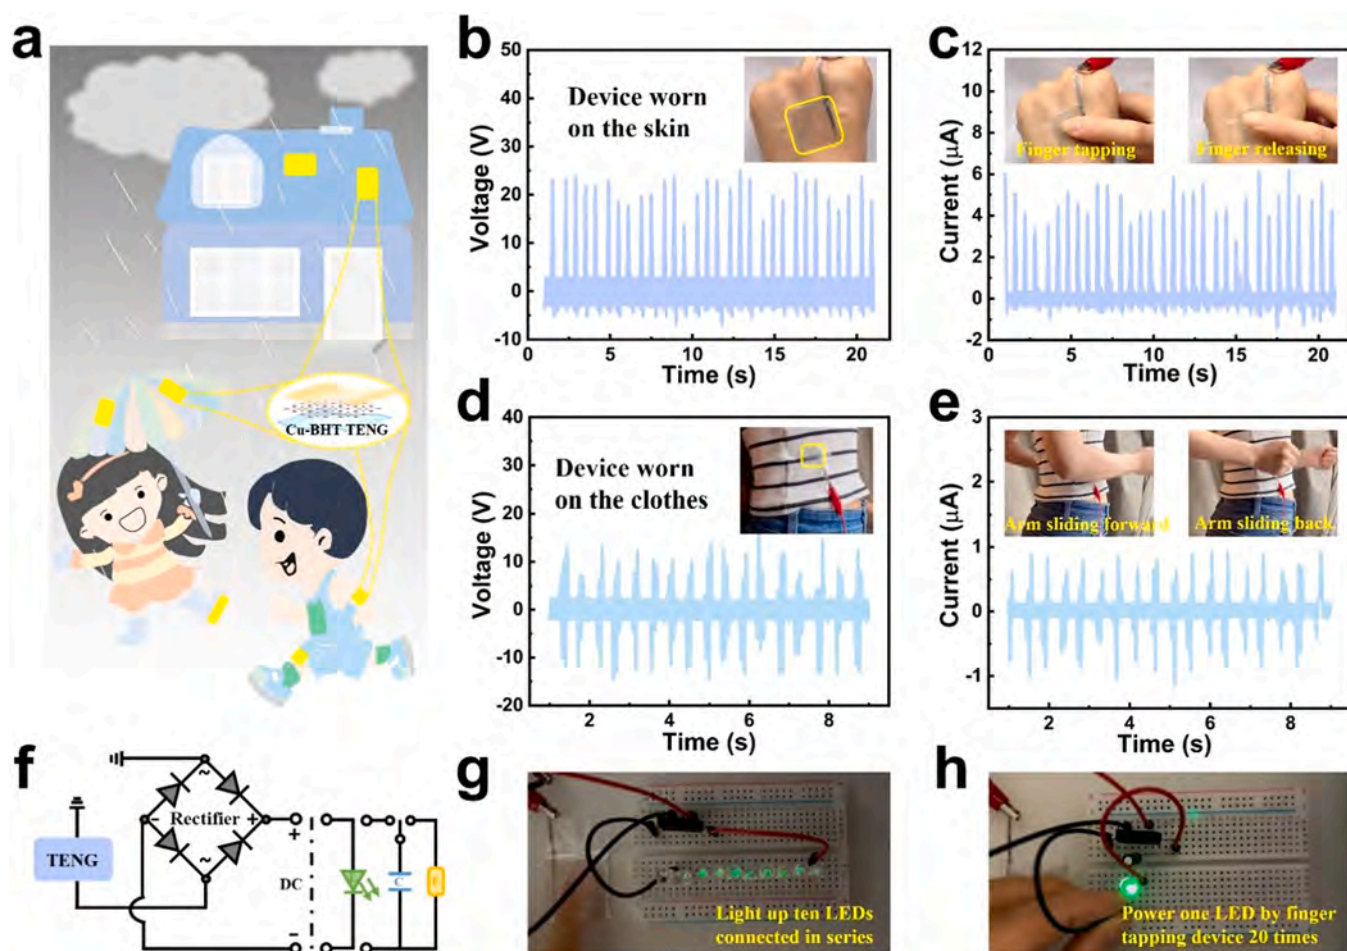 a
Cu-BHT TENG
b
Voltage (V)
50
40
30
20
10
0
-10
Device worn
on the skin
0
5
10
15
20
Time (s)
c
Current (μA)
12
10
8
6
4
2
0
-2
Finger tapping
Finger releasing
0
5
10
15
20
Time (s)
d
Voltage (V)
40
30
20
10
0
-10
-20
Device worn
on the clothes
2
4
6
8
Time (s)
e
Current (μA)
3
2
1
0
-1
Arm sliding forward
Arm sliding back
2
4
6
8
Time (s)
f
TENG
~
- Rectifier +
~
+
DC
-
C
g
Light up ten LEDs
connected in series
h
Power one LED by finger
tapping device 20 times